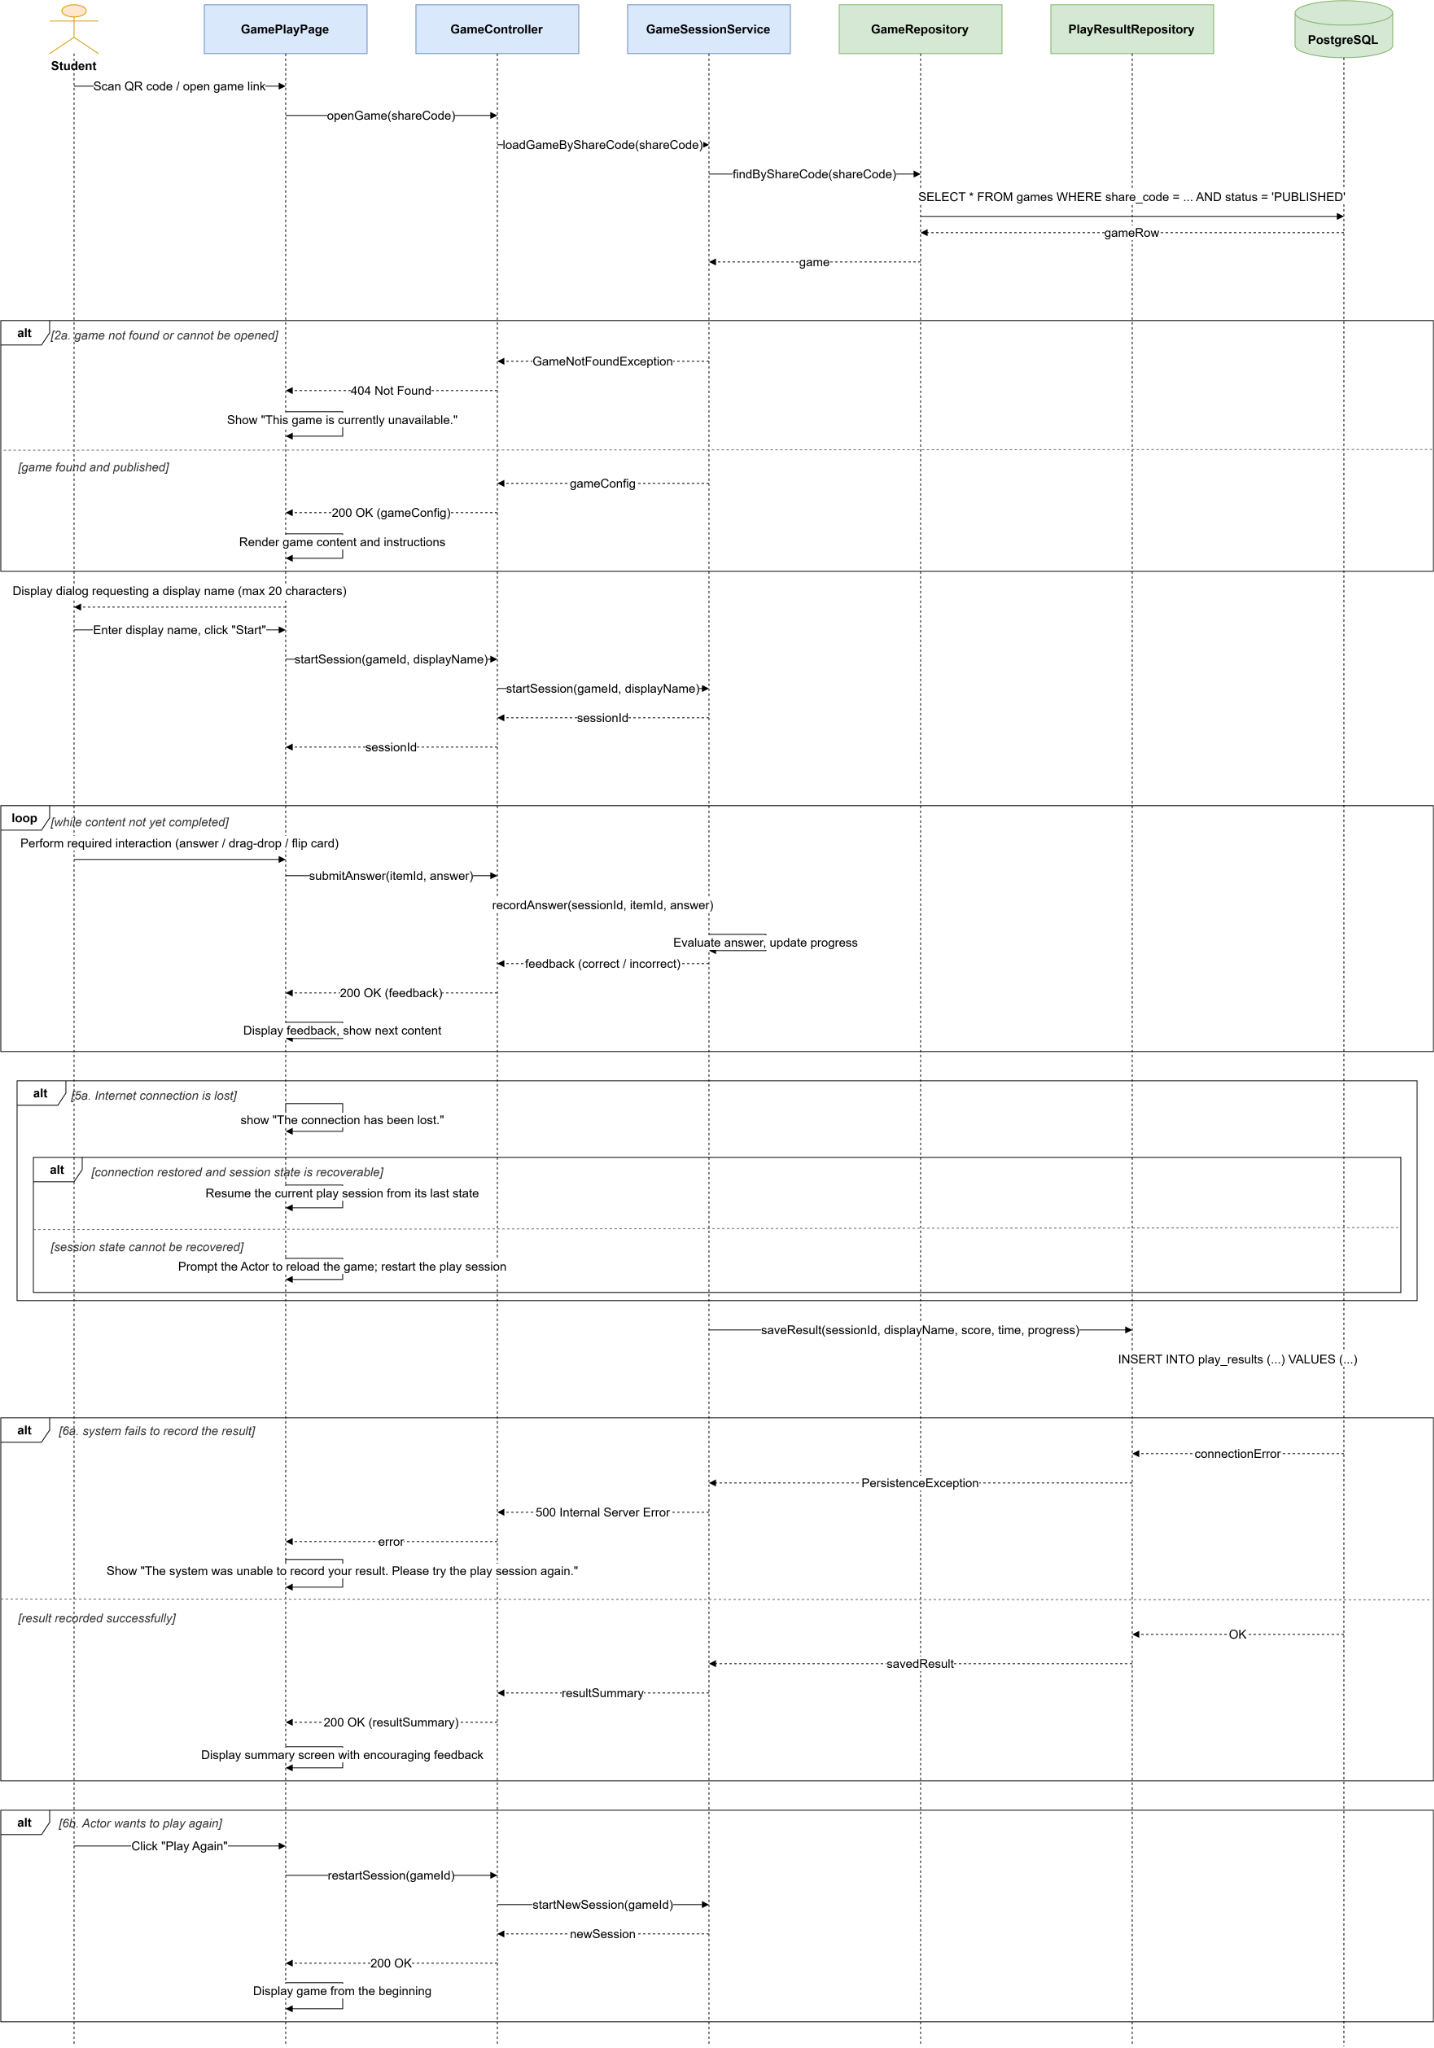 Student
GamePlayPage
GameController
GameSessionService
GameRepository
PlayResultRepository
PostgreSQL
Scan QR code / open game link
openGame(shareCode)
loadGameByShareCode(shareCode)
findByShareCode(shareCode)
SELECT * FROM games WHERE share_code = ... AND status = 'PUBLISHED'
gameRow
game
alt
[2a. game not found or cannot be opened]
GameNotFoundException
404 Not Found
Show "This game is currently unavailable."
[game found and published]
gameConfig
200 OK (gameConfig)
Render game content and instructions
Display dialog requesting a display name (max 20 characters)
Enter display name, click "Start"
startSession(gameId, displayName)
startSession(gameId, displayName)
sessionId
sessionId
loop
[while content not yet completed]
Perform required interaction (answer / drag-drop / flip card)
submitAnswer(itemId, answer)
recordAnswer(sessionId, itemId, answer)
Evaluate answer, update progress
feedback (correct / incorrect)
200 OK (feedback)
Display feedback, show next content
alt
[5a. Internet connection is lost]
show "The connection has been lost."
alt
[connection restored and session state is recoverable]
Resume the current play session from its last state
[session state cannot be recovered]
Prompt the Actor to reload the game; restart the play session
saveResult(sessionId, displayName, score, time, progress)
INSERT INTO play_results (...) VALUES (...)
alt
[6a. system fails to record the result]
connectionError
PersistenceException
500 Internal Server Error
error
Show "The system was unable to record your result. Please try the play session again."
[result recorded successfully]
OK
savedResult
resultSummary
200 OK (resultSummary)
Display summary screen with encouraging feedback
alt
[6b. Actor wants to play again]
Click "Play Again"
restartSession(gameId)
startNewSession(gameId)
newSession
200 OK
Display game from the beginning